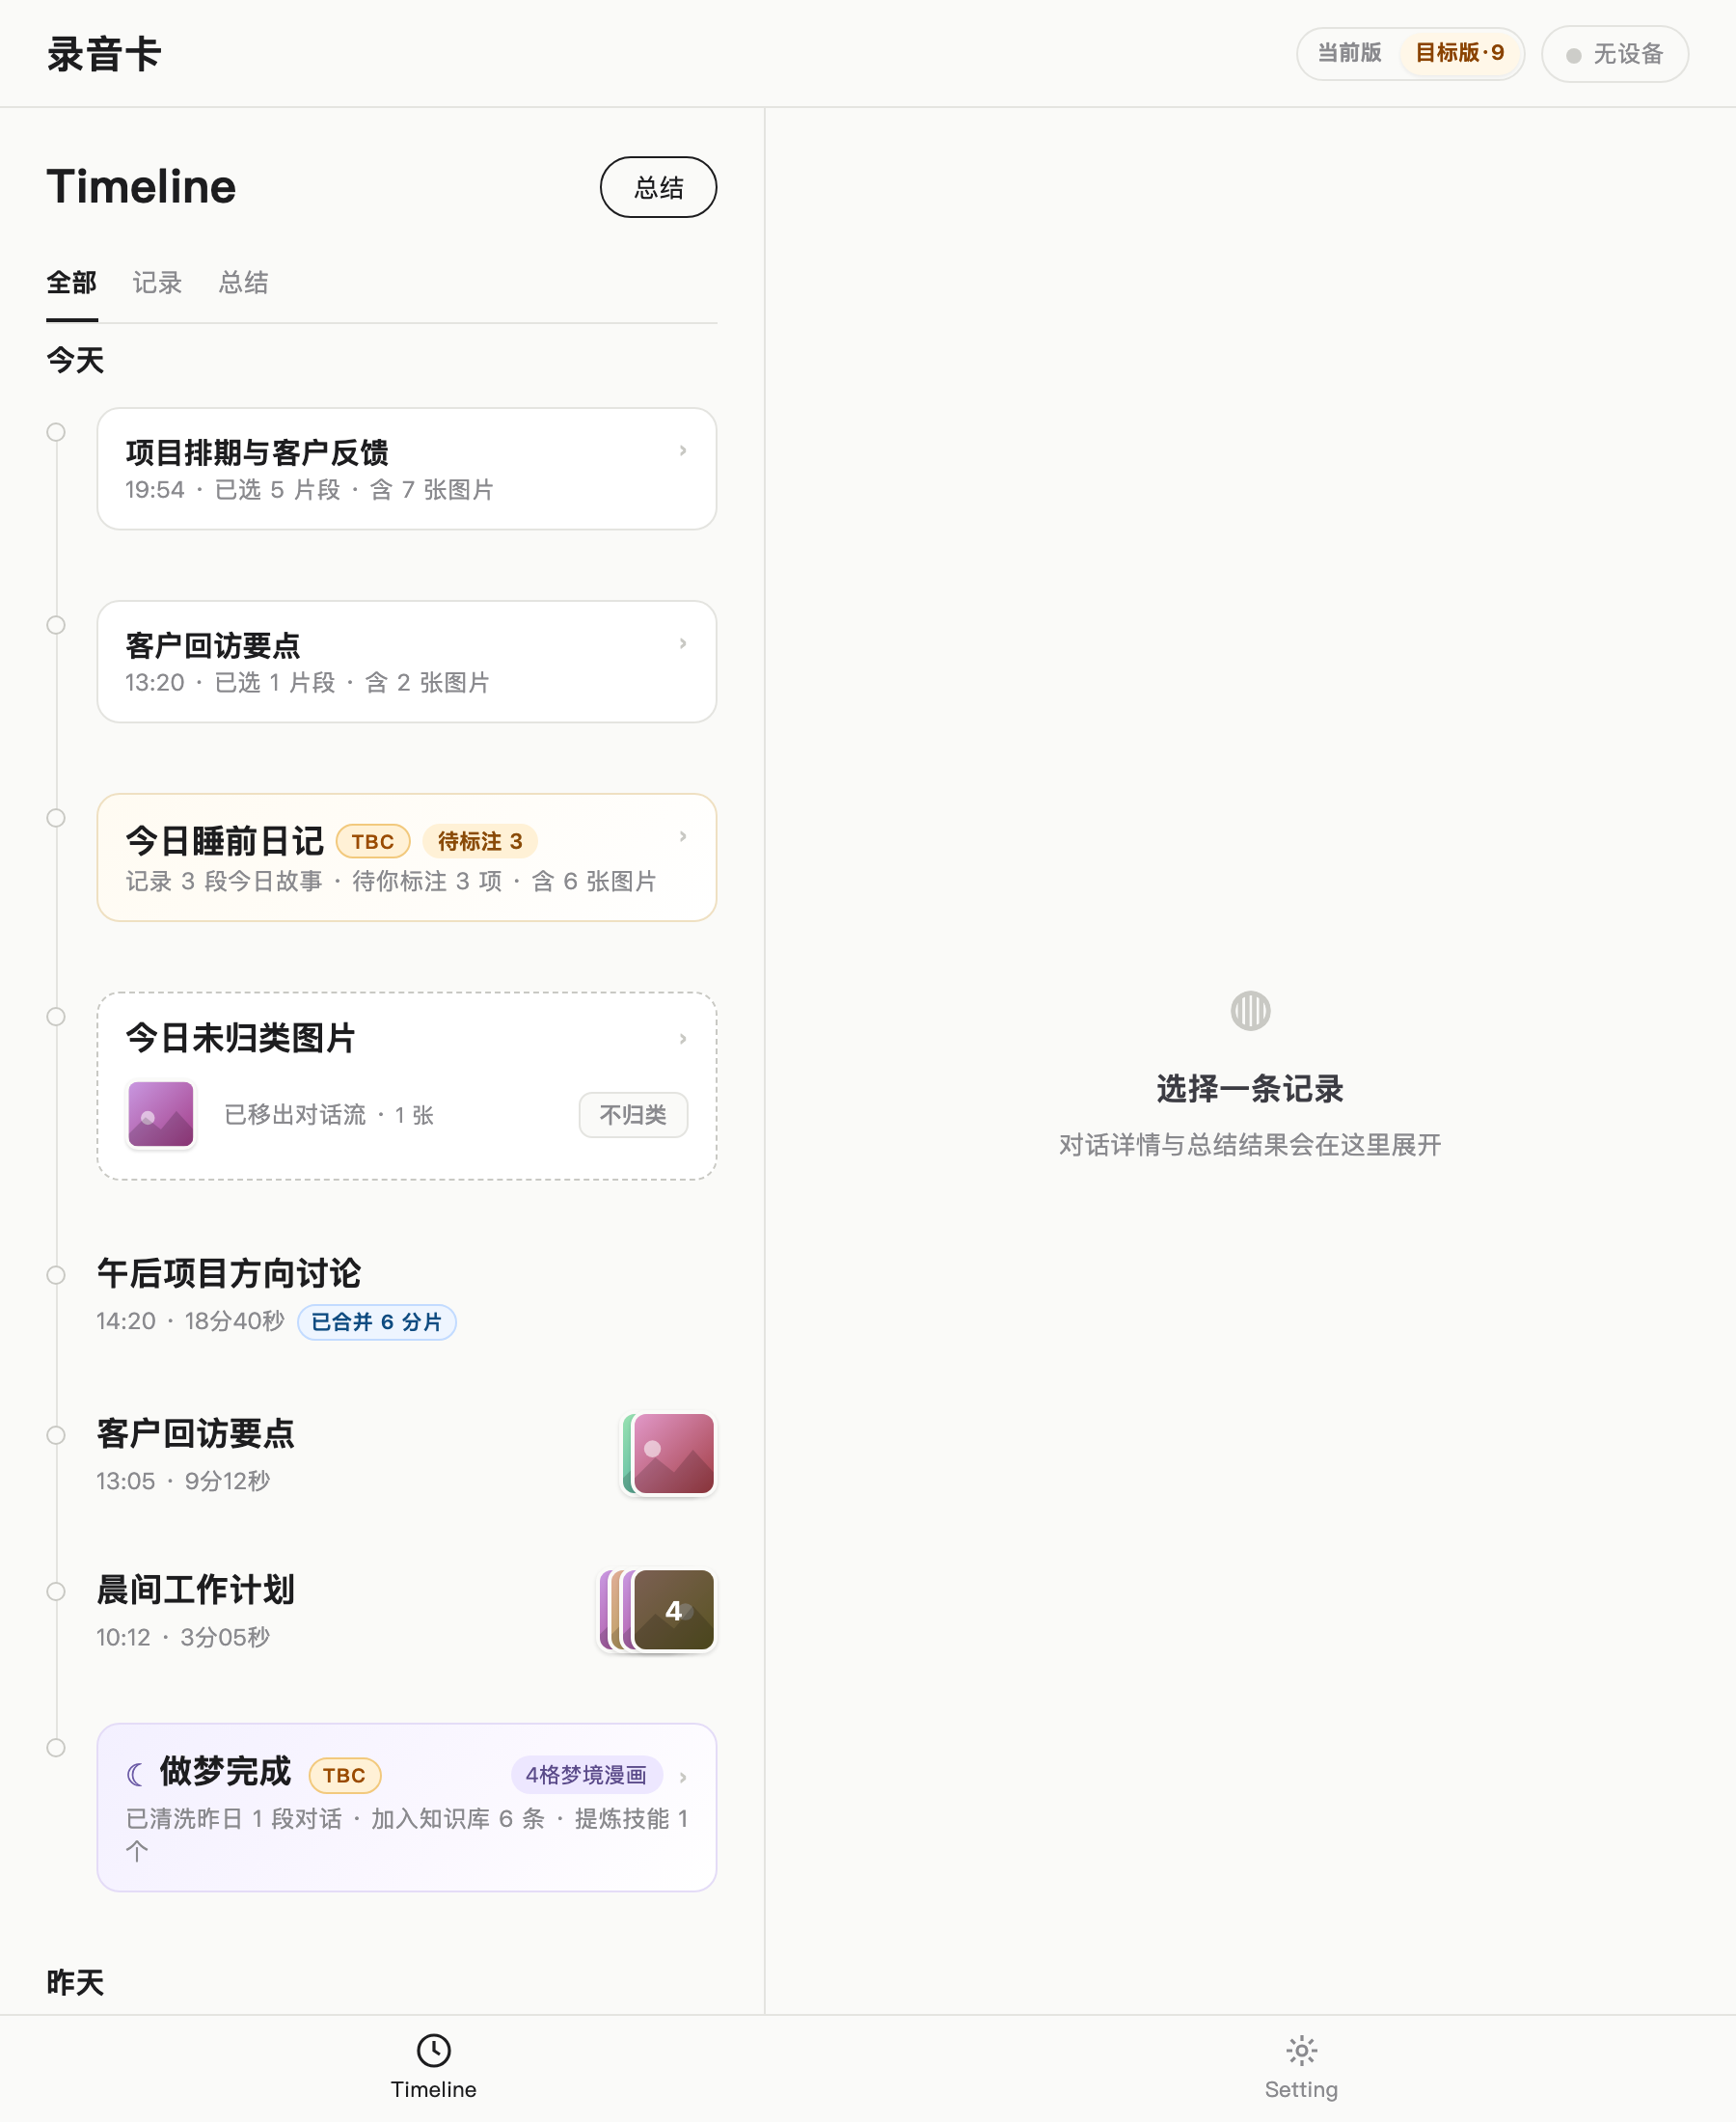 录音卡
当前版 目标版·9 无设备
Timeline
总结
全部 记录 总结
今天
项目排期与客户反馈
19:54 · 已选 5 片段 · 含 7 张图片
客户回访要点
13:20 · 已选 1 片段 · 含 2 张图片
今日睡前日记 TBC 待标注 3
记录 3 段今日故事 · 待你标注 3 项 · 含 6 张图片
今日未归类图片
已移出对话流 · 1 张 不归类
午后项目方向讨论
14:20 · 18分40秒 已合并 6 分片
客户回访要点
13:05 · 9分12秒
晨间工作计划
10:12 · 3分05秒
4
做梦完成 TBC 4格梦境漫画
已清洗昨日 1 段对话 · 加入知识库 6 条 · 提炼技能 1
个
昨天
选择一条记录
对话详情与总结结果会在这里展开
Timeline
Setting